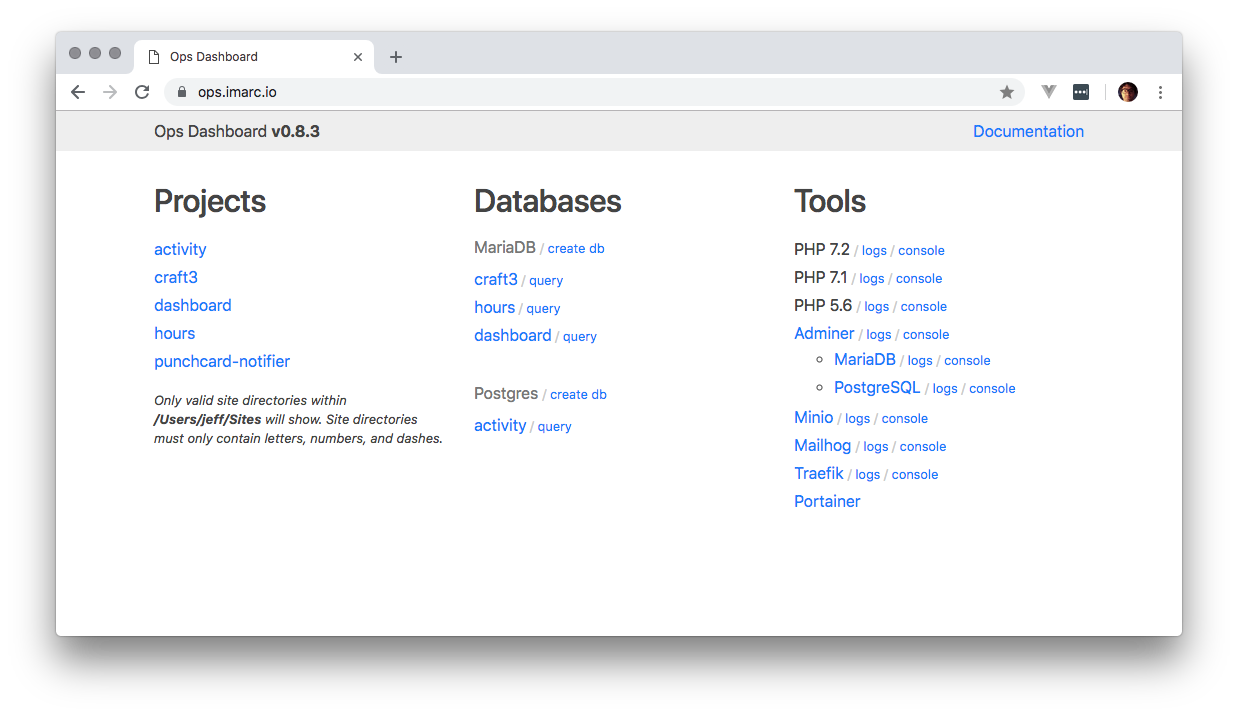 Ops Dashboard
ops.imarc.io
Ops Dashboard v0.8.3
Documentation
Projects
activity
craft3
dashboard
hours
punchcard-notifier
Only valid site directories within
/Users/jeff/Sites will show. Site directories
must only contain letters, numbers, and dashes.
Databases
MariaDB / create db
craft3 / query
hours / query
dashboard / query
Postgres / create db
activity / query
Tools
PHP 7.2 / logs / console
PHP 7.1 / logs / console
PHP 5.6 / logs / console
Adminer / logs / console
MariaDB / logs / console
PostgreSQL / logs / console
Minio / logs / console
Mailhog / logs / console
Traefik / logs / console
Portainer